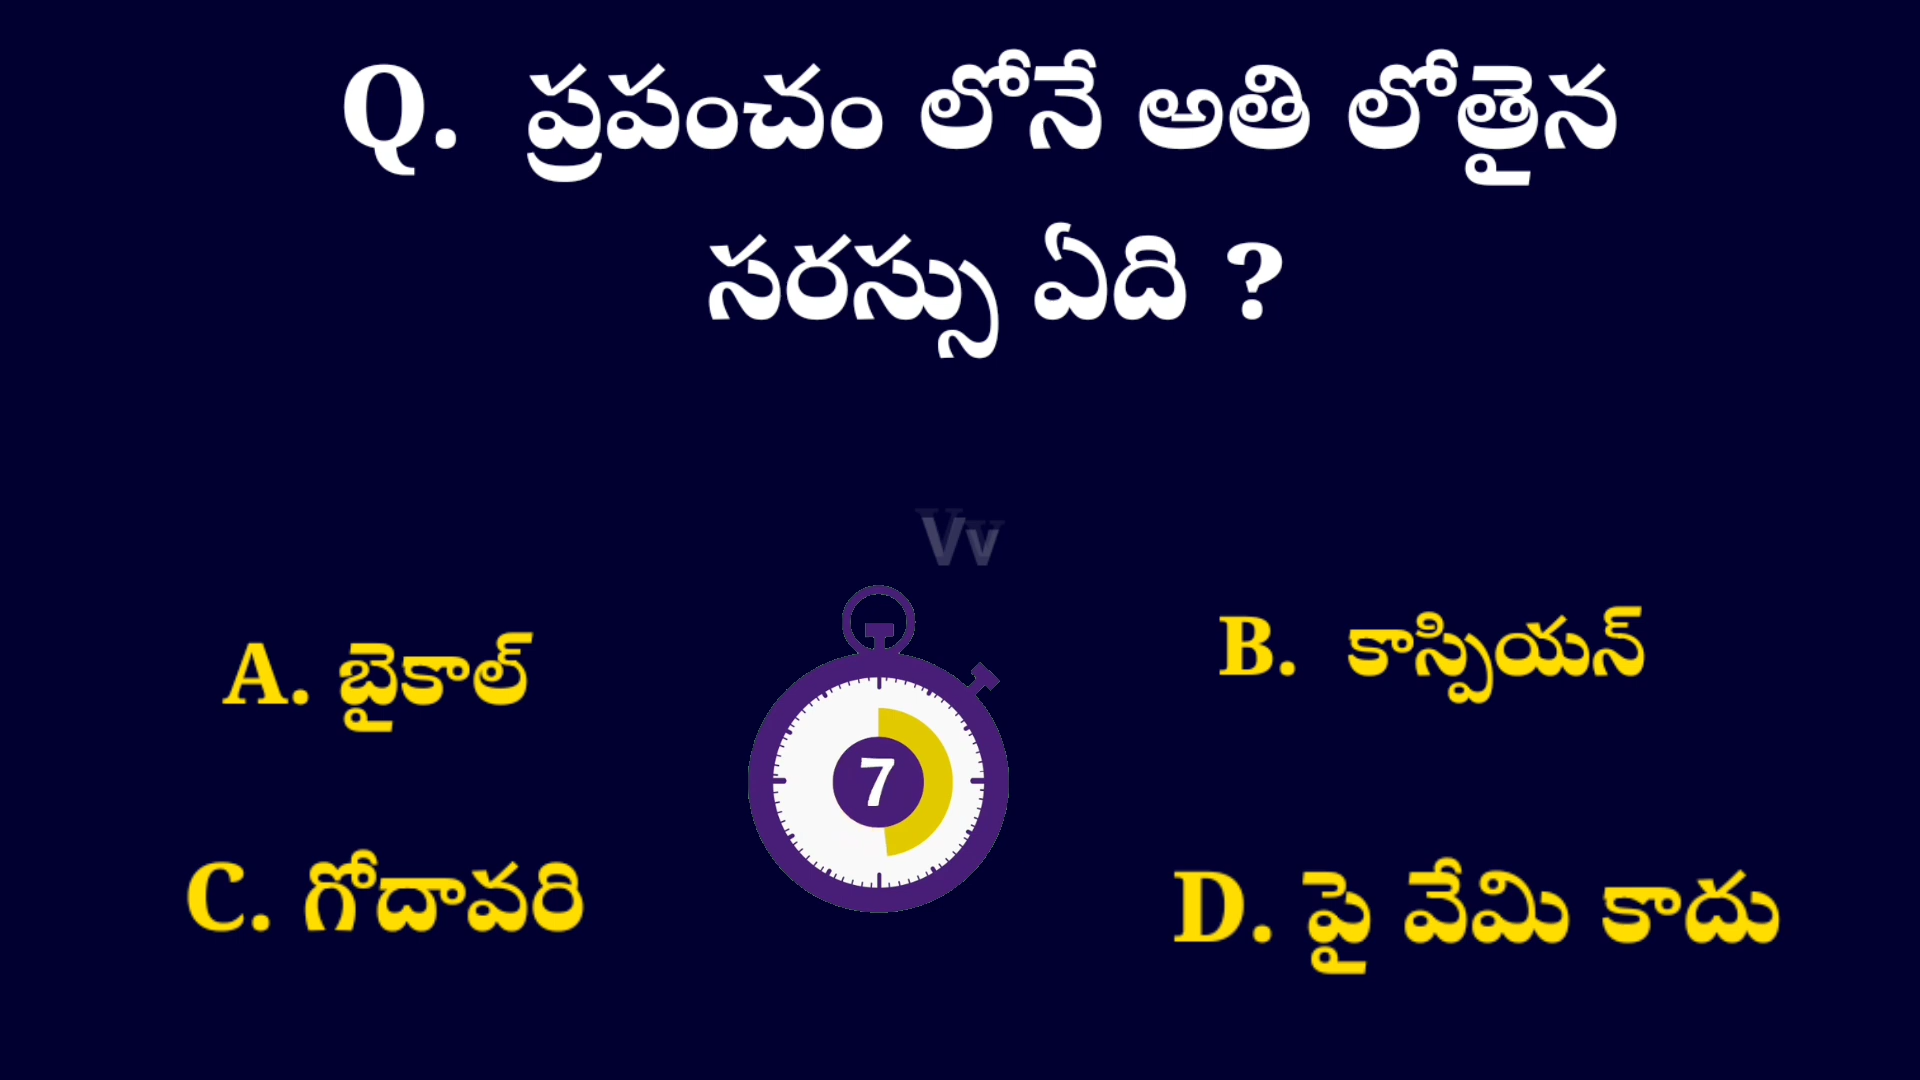 Q. ప్రపంచం లోనే అతి లోతైన
సరస్సు ఏది ?
Vv
A. బైకాల్
B. కాస్పియన్
7
C. గోదావరి
D. పై వేమి కాదు